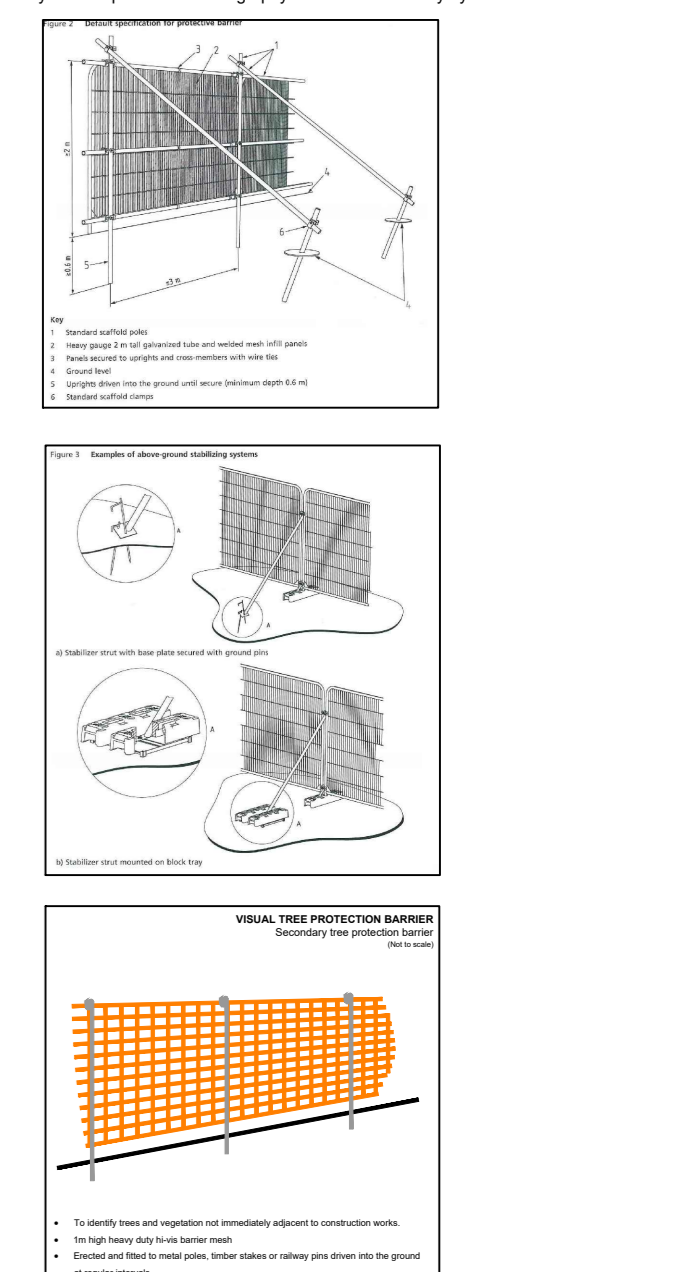 Figure 2 Default specification for protective barrier
3 2 1
≥2 m
4
6
≥0.6 m
5
≤3 m
4
Key
1 Standard scaffold poles
2 Heavy gauge 2 m tall galvanized tube and welded mesh infill panels
3 Panels secured to uprights and cross-members with wire ties
4 Ground level
5 Uprights driven into the ground until secure (minimum depth 0.6 m)
6 Standard scaffold clamps
Figure 3 Examples of above-ground stabilizing systems
A
A
a) Stabilizer strut with base plate secured with ground pins
A
A
b) Stabilizer strut mounted on block tray
VISUAL TREE PROTECTION BARRIER
Secondary tree protection barrier
(Not to scale)
• To identify trees and vegetation not immediately adjacent to construction works.
• 1m high heavy duty hi-vis barrier mesh
• Erected and fitted to metal poles, timber stakes or railway pins driven into the ground
at regular intervals